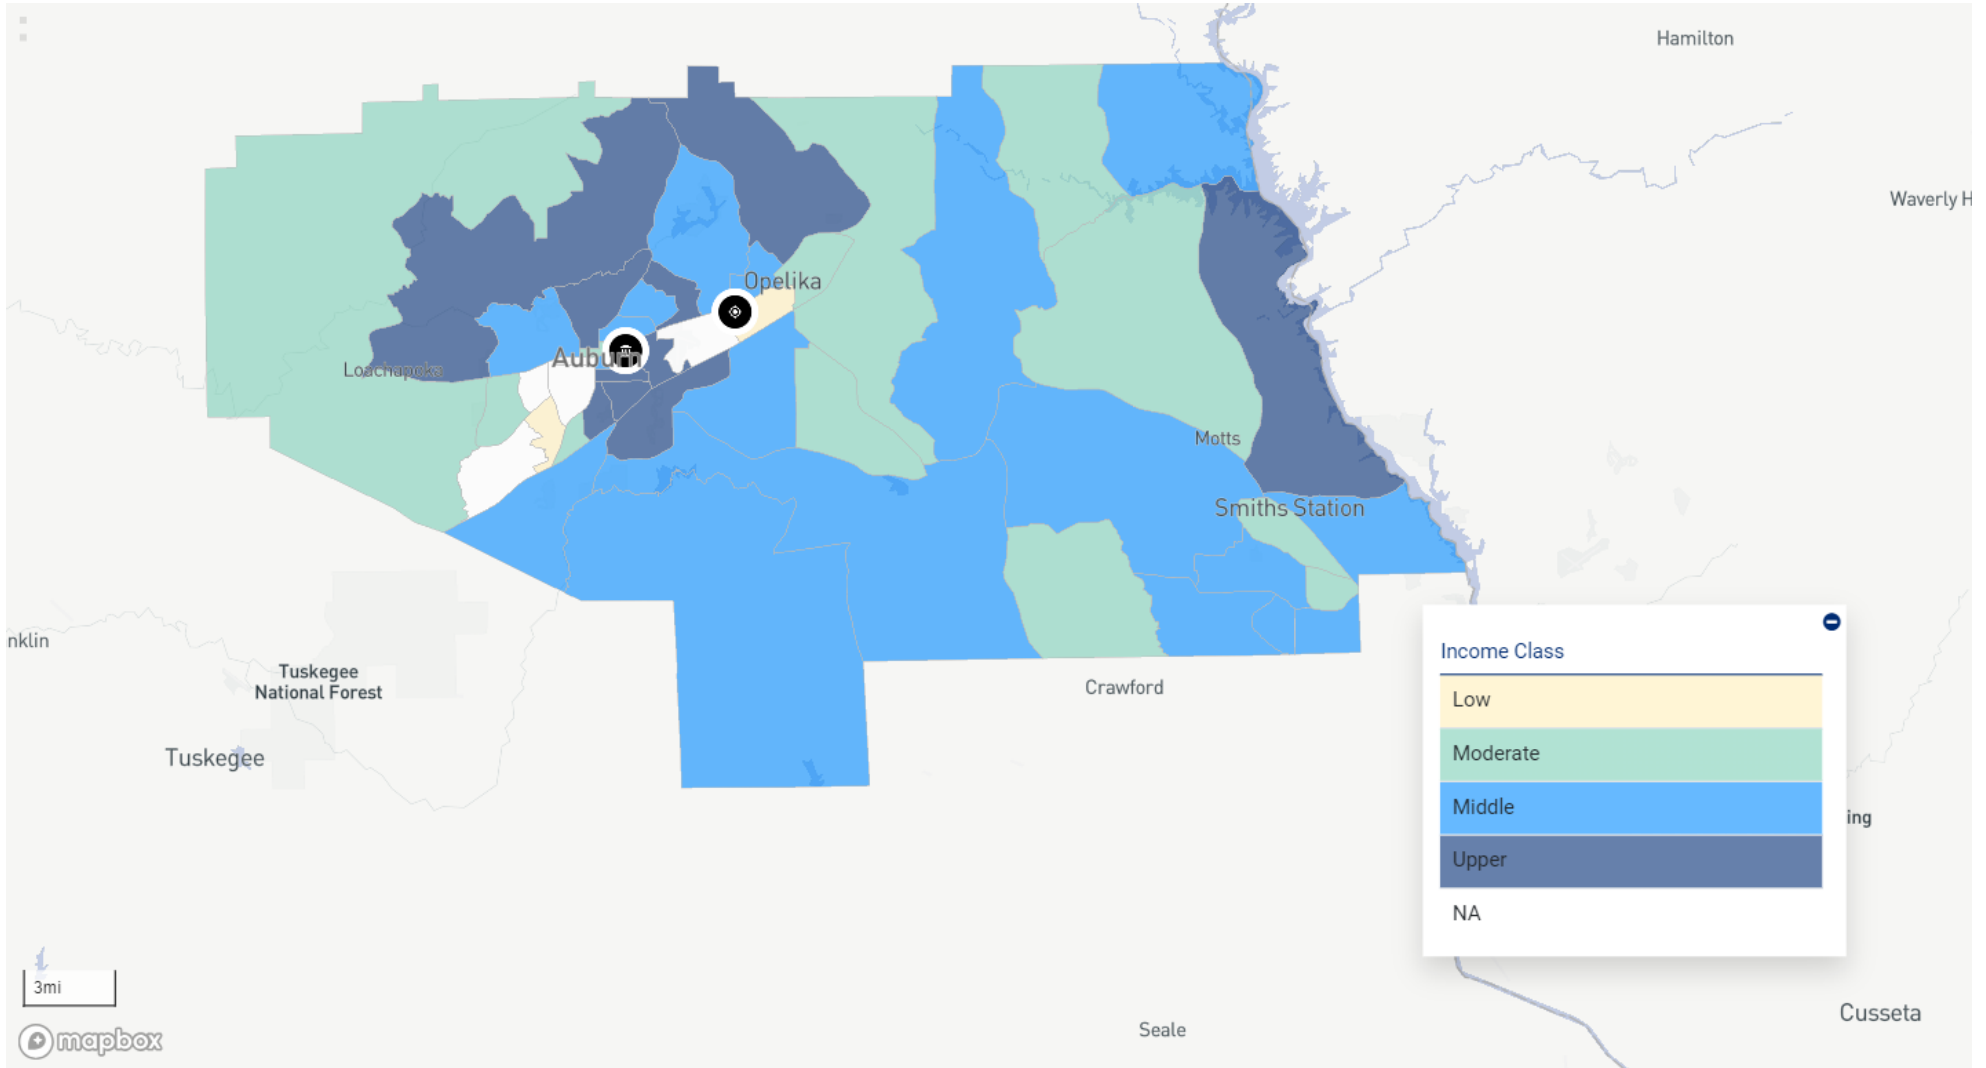 Hamilton
Waverly H
Opelika
Auburn
Loachapoka
Motts
Smiths Station
nklin
Tuskegee
National Forest
Crawford
Tuskegee
Income Class
Low
Moderate
Middle
Upper
NA
ing
3mi
mapbox
Seale
Cusseta